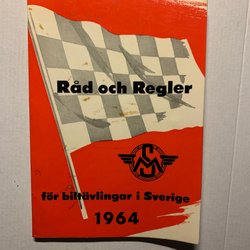 Råd och Regler
för biltävlingar i Sverige
1964